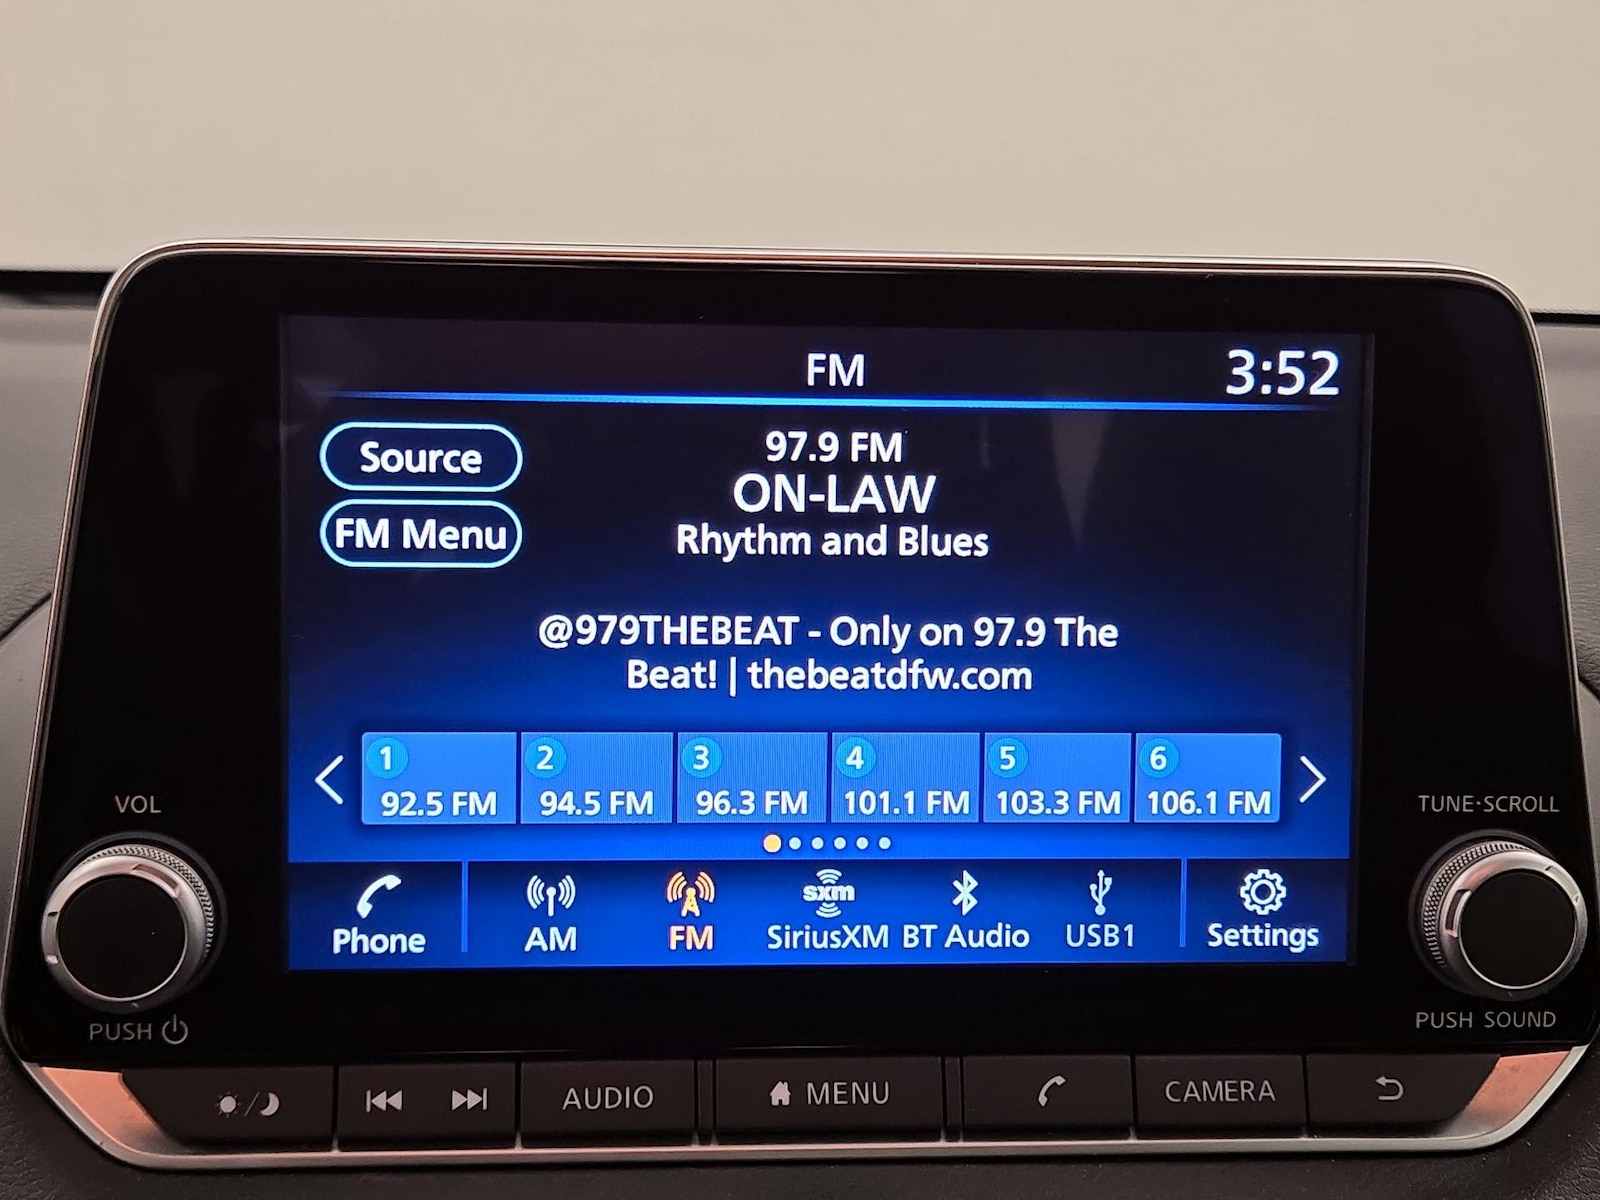 FM
3:52
Source
FM Menu
97.9 FM
ON-LAW
Rhythm and Blues
@979THEBEAT - Only on 97.9 The
Beat! | thebeatdfw.com
1 2 3 4 5 6
92.5 FM 94.5 FM 96.3 FM 101.1 FM 103.3 FM 106.1 FM
sxm
Phone AM FM SiriusXM BT Audio USB1 Settings
VOL
PUSH
TUNE·SCROLL
PUSH SOUND
AUDIO MENU CAMERA